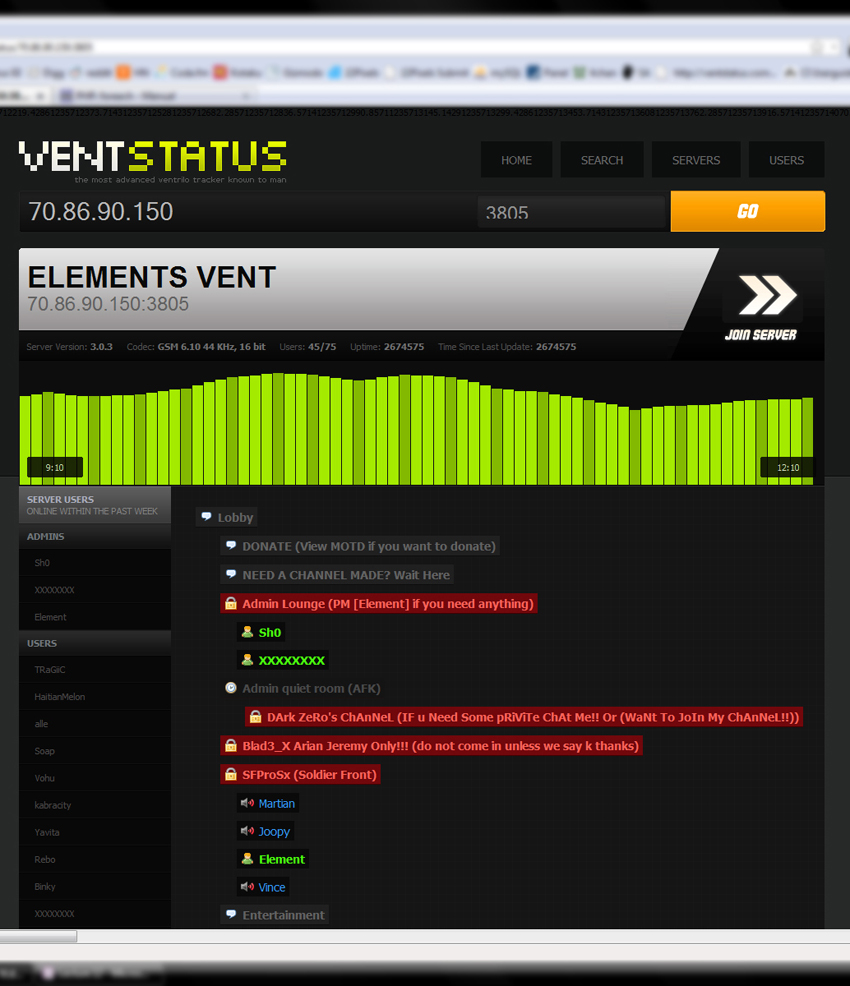 VENTSTATUS
the most advanced ventrilo tracker known to man
HOME SEARCH SERVERS USERS
70.86.90.150 3805 GO
ELEMENTS VENT
70.86.90.150:3805
JOIN SERVER
Server Version: 3.0.3 Codec: GSM 6.10 44 KHz, 16 bit Users: 45/75 Uptime: 2674575 Time Since Last Update: 2674575
9:10 12:10
SERVER USERS
ONLINE WITHIN THE PAST WEEK
ADMINS
Sh0
XXXXXXXX
Element
USERS
TRaGiiC
HaitianMelon
alle
Soap
Vohu
kabracity
Yavita
Rebo
Binky
XXXXXXXX
Lobby
DONATE (View MOTD if you want to donate)
NEED A CHANNEL MADE? Wait Here
Admin Lounge (PM [Element] if you need anything)
Sh0
XXXXXXXX
Admin quiet room (AFK)
DArk ZeRo's ChAnNeL (IF u Need Some pRiViTe ChAt Me!! Or (WaNt To JoIn My ChAnNeL!!))
Blad3_X Arian Jeremy Only!!! (do not come in unless we say k thanks)
SFProSx (Soldier Front)
Martian
Joopy
Element
Vince
Entertainment